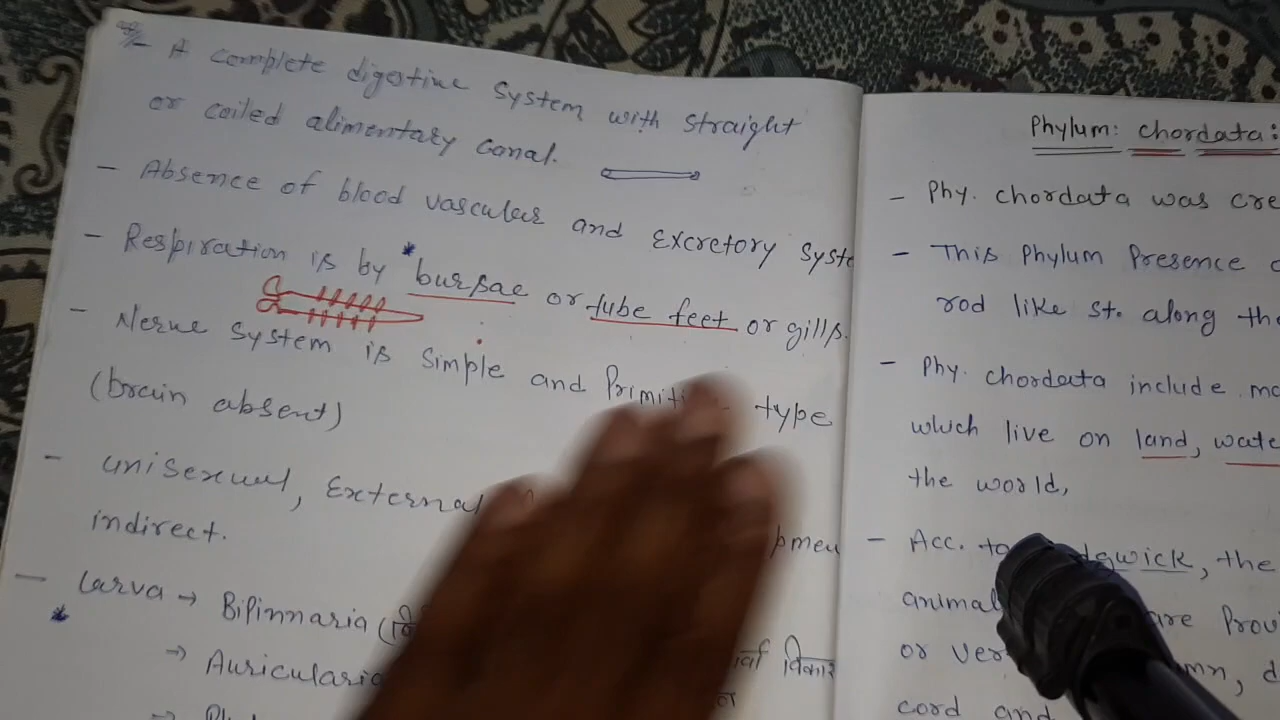 - A complete digestive system with straight
or coiled alimentary canal.
- Absence of blood vascular and Excretory syste
- Respiration is by bursae or tube feet or gills.
- Nerve system is simple and Primiti type
(brain absent)
- unisexual, External
indirect.
- Larva → Bipinnaria (
→ Auricularia
विकार
Phylum: chordata:
- Phy. chordata was cre
- This Phylum Presence
rod like st. along the
- Phy. chordata include
which live on land, wate
the world,
- Acc. to dgwick, the
animal are Prov
or ver mn, d
cord and